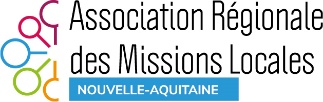 Association Régionale
des Missions Locales
NOUVELLE-AQUITAINE